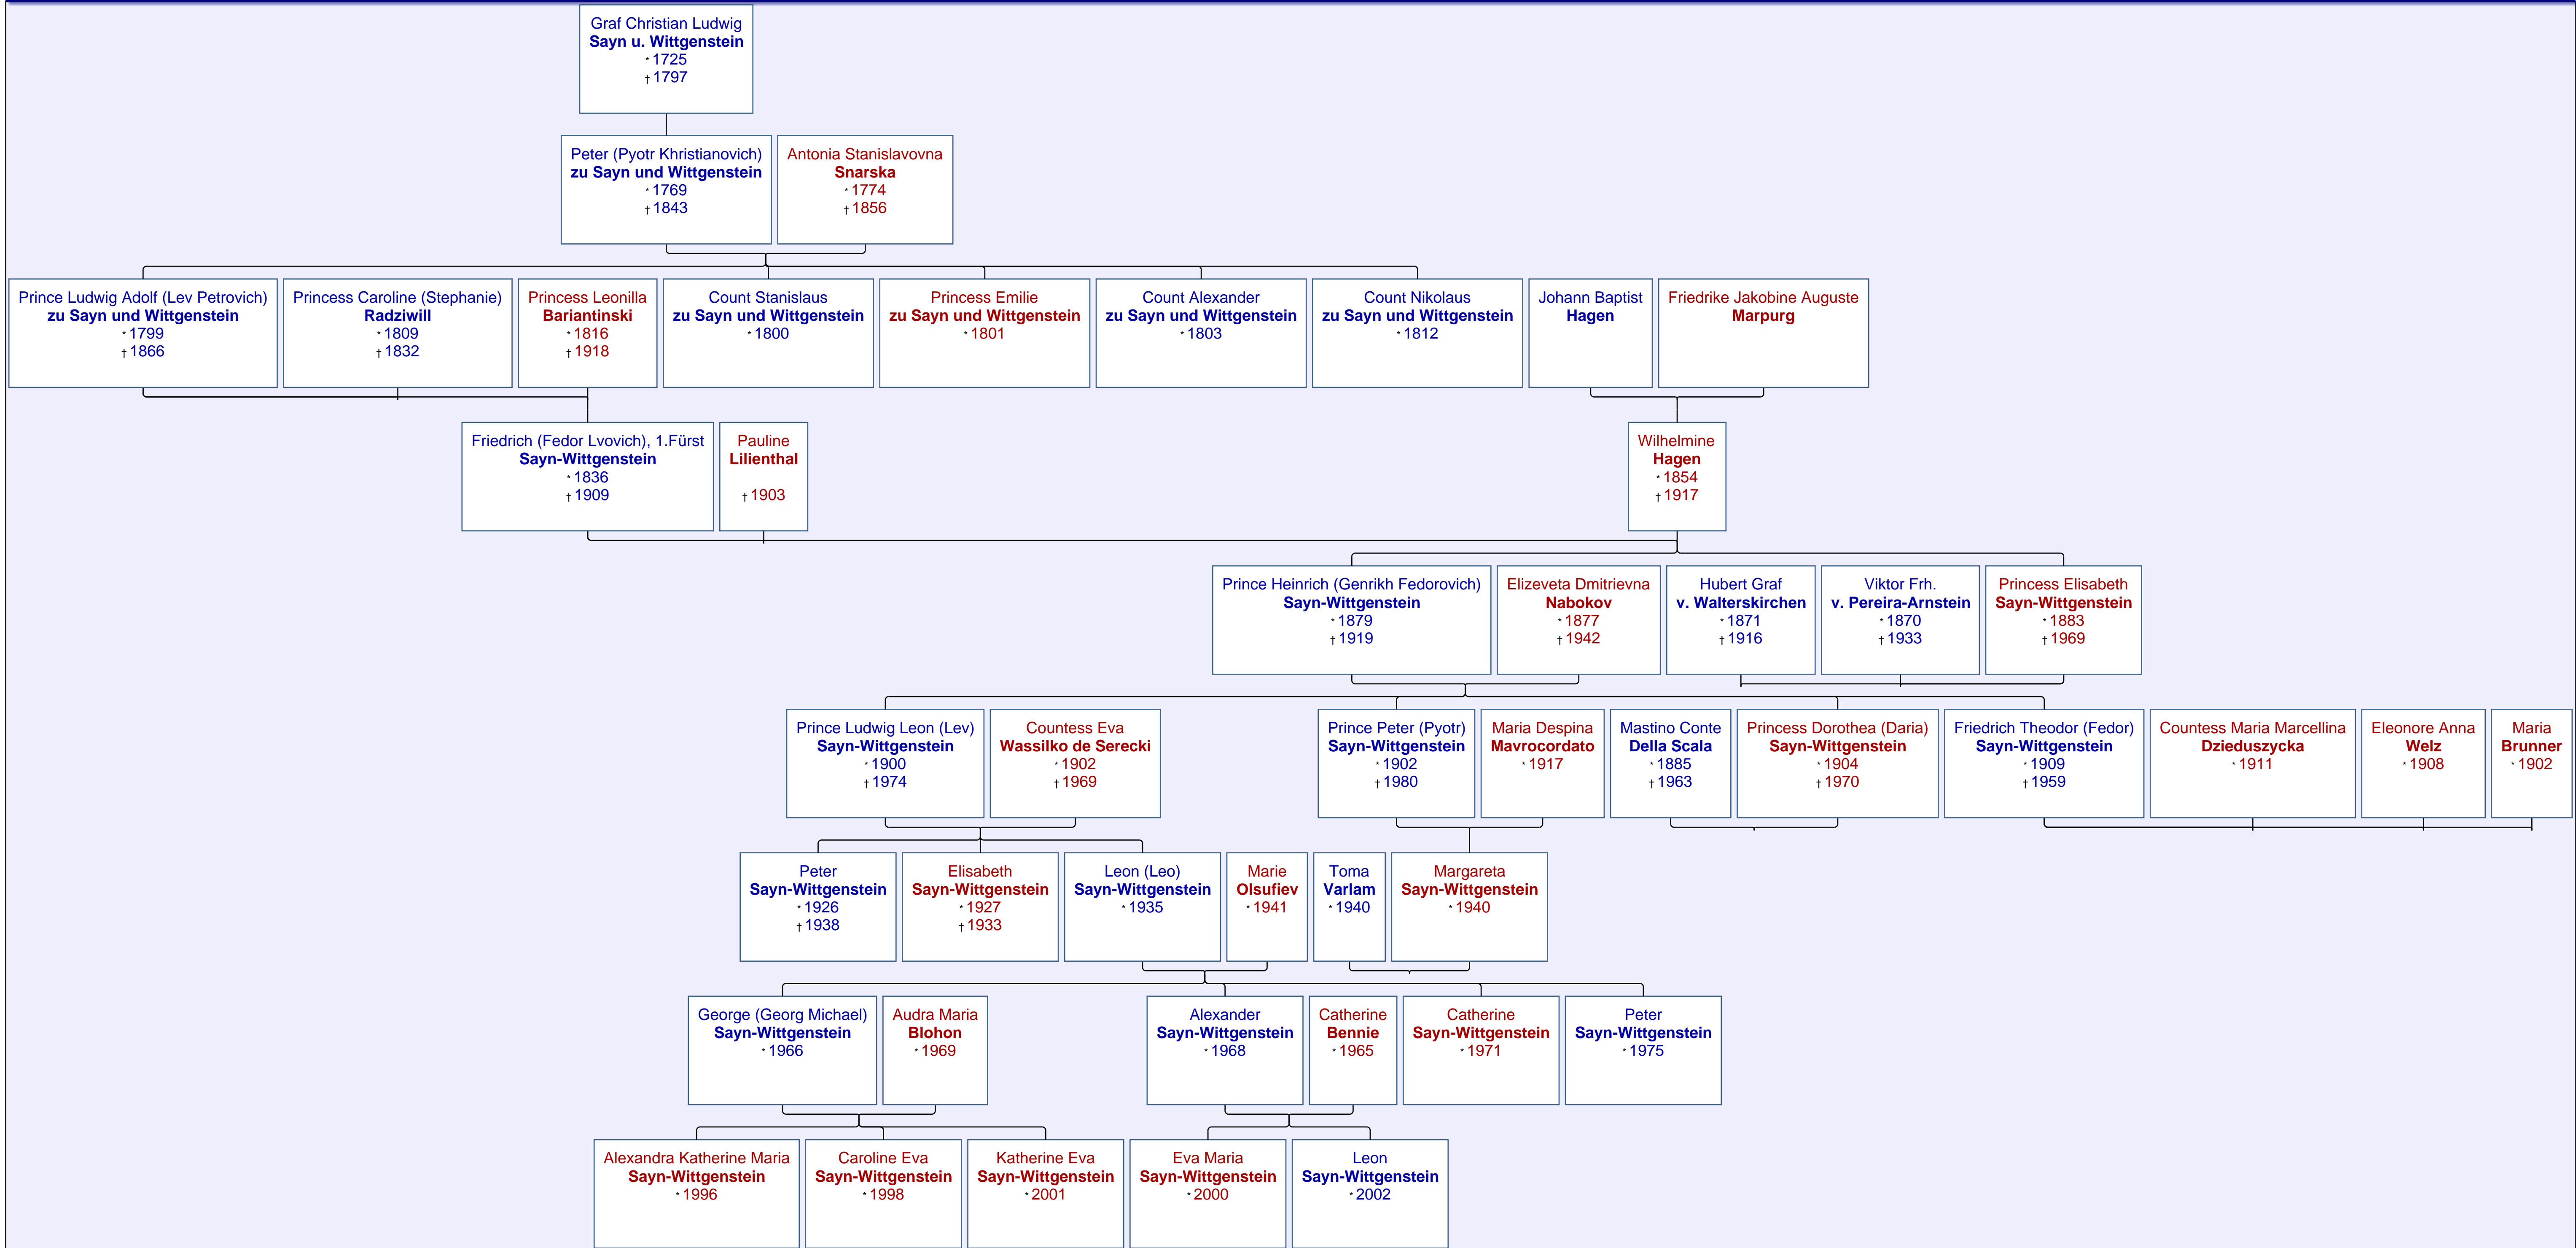 Graf Christian Ludwig
Sayn u. Wittgenstein
* 1725
† 1797
Peter (Pyotr Khristianovich)
zu Sayn und Wittgenstein
* 1769
† 1843
Antonia Stanislavovna
Snarska
* 1774
† 1856
Prince Ludwig Adolf (Lev Petrovich)
zu Sayn und Wittgenstein
* 1799
† 1866
Princess Caroline (Stephanie)
Radziwill
* 1809
† 1832
Princess Leonilla
Bariantinski
* 1816
† 1918
Count Stanislaus
zu Sayn und Wittgenstein
* 1800
Princess Emilie
zu Sayn und Wittgenstein
* 1801
Count Alexander
zu Sayn und Wittgenstein
* 1803
Count Nikolaus
zu Sayn und Wittgenstein
* 1812
Johann Baptist
Hagen
Friedrike Jakobine Auguste
Marpurg
Friedrich (Fedor Lvovich), 1.Fürst
Sayn-Wittgenstein
* 1836
† 1909
Pauline
Lilienthal
† 1903
Wilhelmine
Hagen
* 1854
† 1917
Prince Heinrich (Genrikh Fedorovich)
Sayn-Wittgenstein
* 1879
† 1919
Elizeveta Dmitrievna
Nabokov
* 1877
† 1942
Hubert Graf
v. Walterskirchen
* 1871
† 1916
Viktor Frh.
v. Pereira-Arnstein
* 1870
† 1933
Princess Elisabeth
Sayn-Wittgenstein
* 1883
† 1969
Prince Ludwig Leon (Lev)
Sayn-Wittgenstein
* 1900
† 1974
Countess Eva
Wassilko de Serecki
* 1902
† 1969
Prince Peter (Pyotr)
Sayn-Wittgenstein
* 1902
† 1980
Maria Despina
Mavrocordato
* 1917
Mastino Conte
Della Scala
* 1885
† 1963
Princess Dorothea (Daria)
Sayn-Wittgenstein
* 1904
† 1970
Friedrich Theodor (Fedor)
Sayn-Wittgenstein
* 1909
† 1959
Countess Maria Marcellina
Dzieduszycka
* 1911
Eleonore Anna
Welz
* 1908
Maria
Brunner
* 1902
Peter
Sayn-Wittgenstein
* 1926
† 1938
Elisabeth
Sayn-Wittgenstein
* 1927
† 1933
Leon (Leo)
Sayn-Wittgenstein
* 1935
Marie
Olsufiev
* 1941
Toma
Varlam
* 1940
Margareta
Sayn-Wittgenstein
* 1940
George (Georg Michael)
Sayn-Wittgenstein
* 1966
Audra Maria
Blohon
* 1969
Alexander
Sayn-Wittgenstein
* 1968
Catherine
Bennie
* 1965
Catherine
Sayn-Wittgenstein
* 1971
Peter
Sayn-Wittgenstein
* 1975
Alexandra Katherine Maria
Sayn-Wittgenstein
* 1996
Caroline Eva
Sayn-Wittgenstein
* 1998
Katherine Eva
Sayn-Wittgenstein
* 2001
Eva Maria
Sayn-Wittgenstein
* 2000
Leon
Sayn-Wittgenstein
* 2002